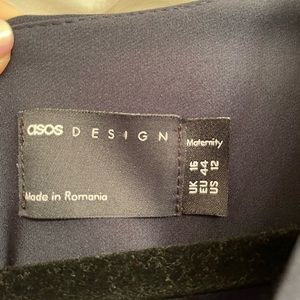 asos DESIGN
Made in Romania
Maternity
UK 16
EU 44
US 12